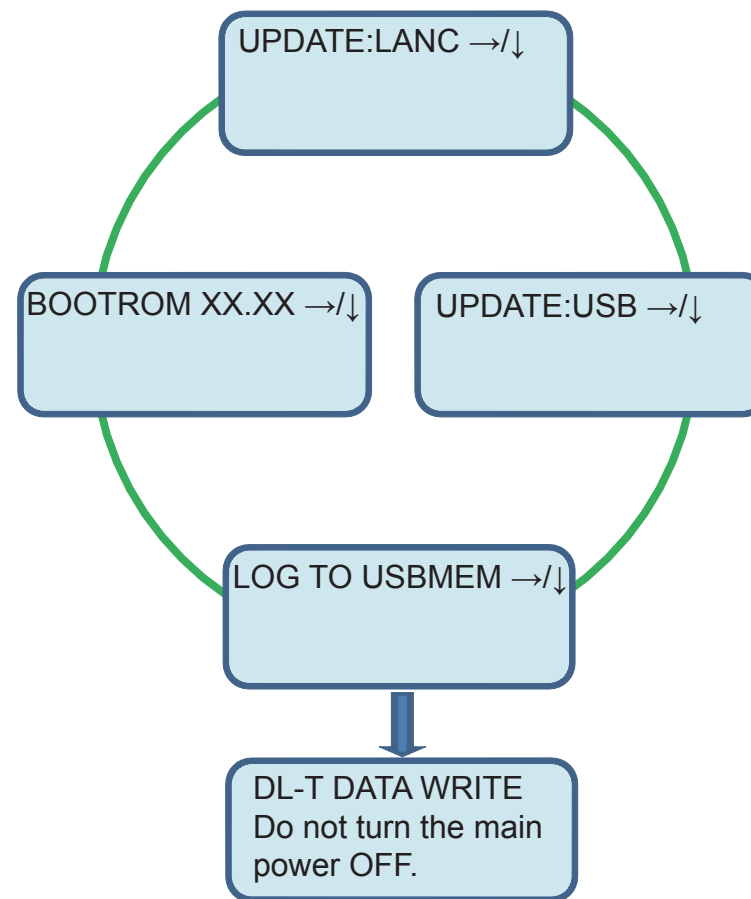 UPDATE:LANC →/↓
BOOTROM XX.XX →/↓
UPDATE:USB →/↓
LOG TO USBMEM →/↓
DL-T DATA WRITE
Do not turn the main
power OFF.